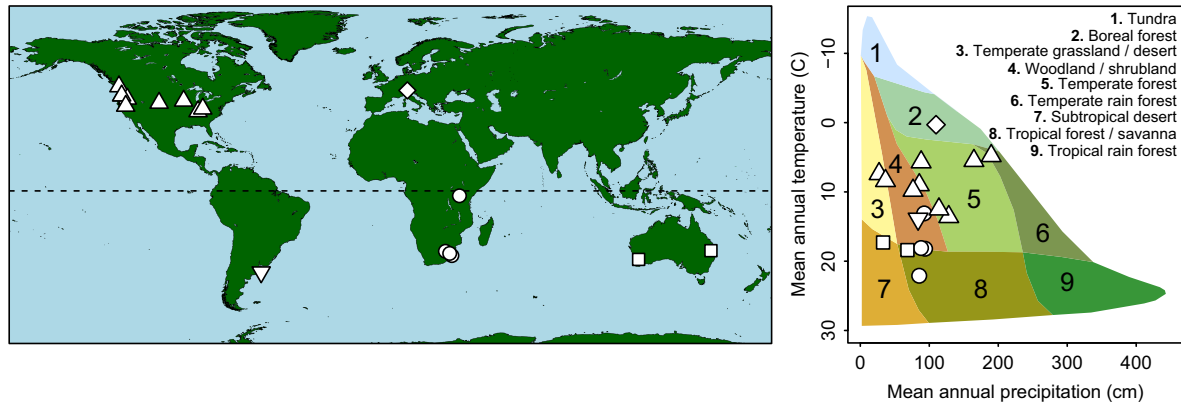 1. Tundra
2. Boreal forest
3. Temperate grassland / desert
4. Woodland / shrubland
5. Temperate forest
6. Temperate rain forest
7. Subtropical desert
8. Tropical forest / savanna
9. Tropical rain forest
Mean annual temperature (C)
−10
0
10
20
30
1
2
4
3
5
6
7
8
9
0 100 200 300 400
Mean annual precipitation (cm)